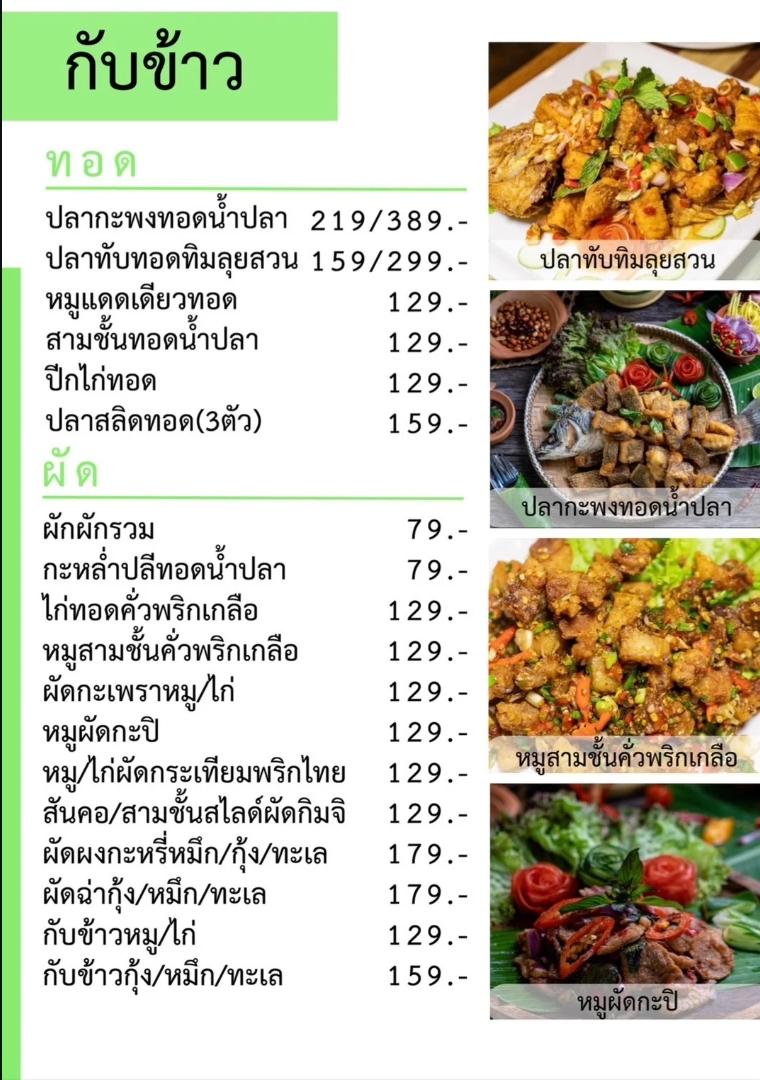 กับข้าว
ทอด
ปลากะพงทอดน้ำปลา 219/389.-
ปลาทับทอดทิมลุยสวน 159/299.-
หมูแดดเดียวทอด 129.-
สามชั้นทอดน้ำปลา 129.-
ปีกไก่ทอด 129.-
ปลาสลิดทอด(3ตัว) 159.-
ผัด
ผักผักรวม 79.-
กะหล่ำปลีทอดน้ำปลา 79.-
ไก่ทอดคั่วพริกเกลือ 129.-
หมูสามชั้นคั่วพริกเกลือ 129.-
ผัดกะเพราหมู/ไก่ 129.-
หมูผัดกะปิ 129.-
หมู/ไก่ผัดกระเทียมพริกไทย 129.-
สันคอ/สามชั้นสไลด์ผัดกิมจิ 129.-
ผัดผงกะหรี่หมึก/กุ้ง/ทะเล 179.-
ผัดฉ่ากุ้ง/หมึก/ทะเล 179.-
กับข้าวหมู/ไก่ 129.-
กับข้าวกุ้ง/หมึก/ทะเล 159.-
ปลาทับทิมลุยสวน
ปลากะพงทอดน้ำปลา
หมูสามชั้นคั่วพริกเกลือ
หมูผัดกะปิ